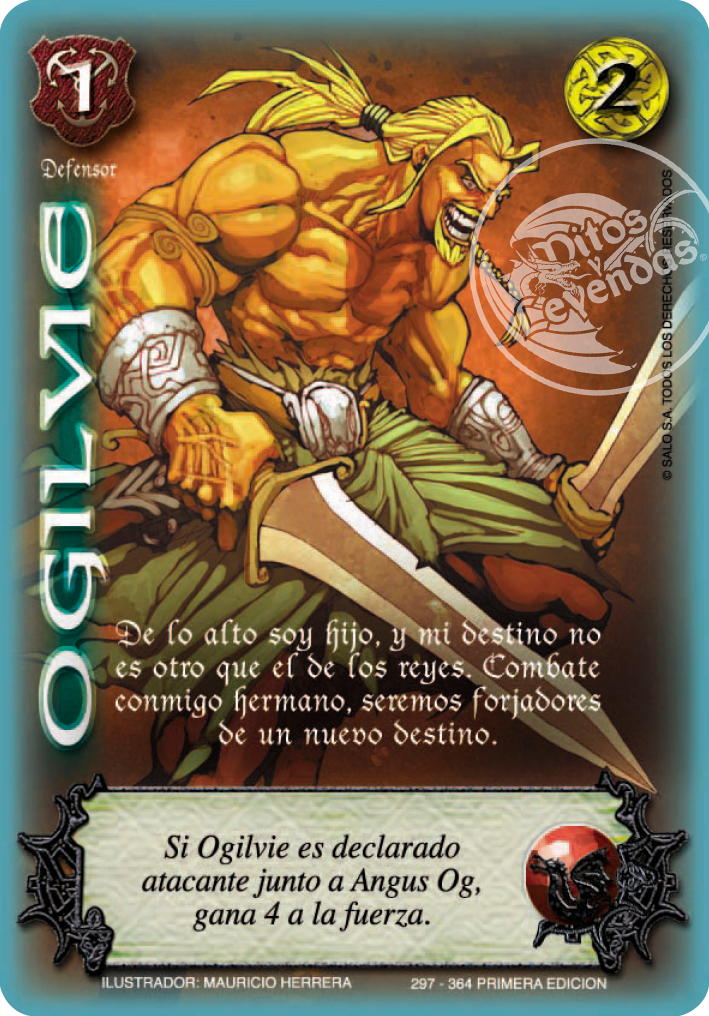 1
2
Defensor
OGILVIE
Mitos
y
Leyendas
®
© SALO S.A. TODOS LOS DERECHOS RESERVADOS
De lo alto soy hijo, y mi destino no
es otro que el de los reyes. Combate
conmigo hermano, seremos forjadores
de un nuevo destino.
Si Ogilvie es declarado
atacante junto a Angus Og,
gana 4 a la fuerza.
ILUSTRADOR: MAURICIO HERRERA
297 - 364 PRIMERA EDICION